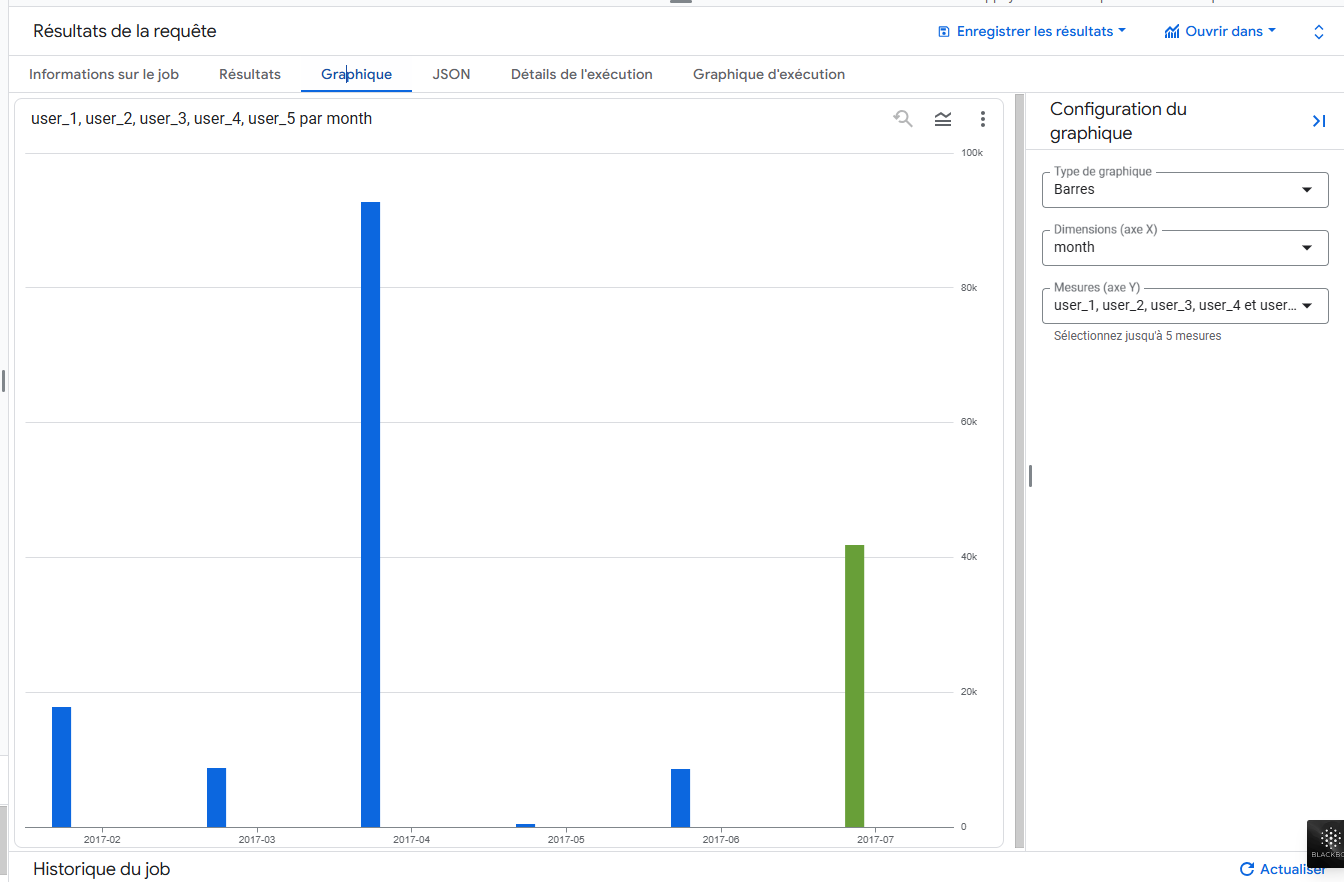 Résultats de la requête
Enregistrer les résultats
Ouvrir dans
Informations sur le job
Résultats
Graphique
JSON
Détails de l'exécution
Graphique d'exécution
user_1, user_2, user_3, user_4, user_5 par month
100k
80k
60k
40k
20k
0
2017-02
2017-03
2017-04
2017-05
2017-06
2017-07
Configuration du
graphique
Type de graphique
Barres
Dimensions (axe X)
month
Mesures (axe Y)
user_1, user_2, user_3, user_4 et user...
Sélectionnez jusqu'à 5 mesures
Historique du job
Actualiser
BLACKBO